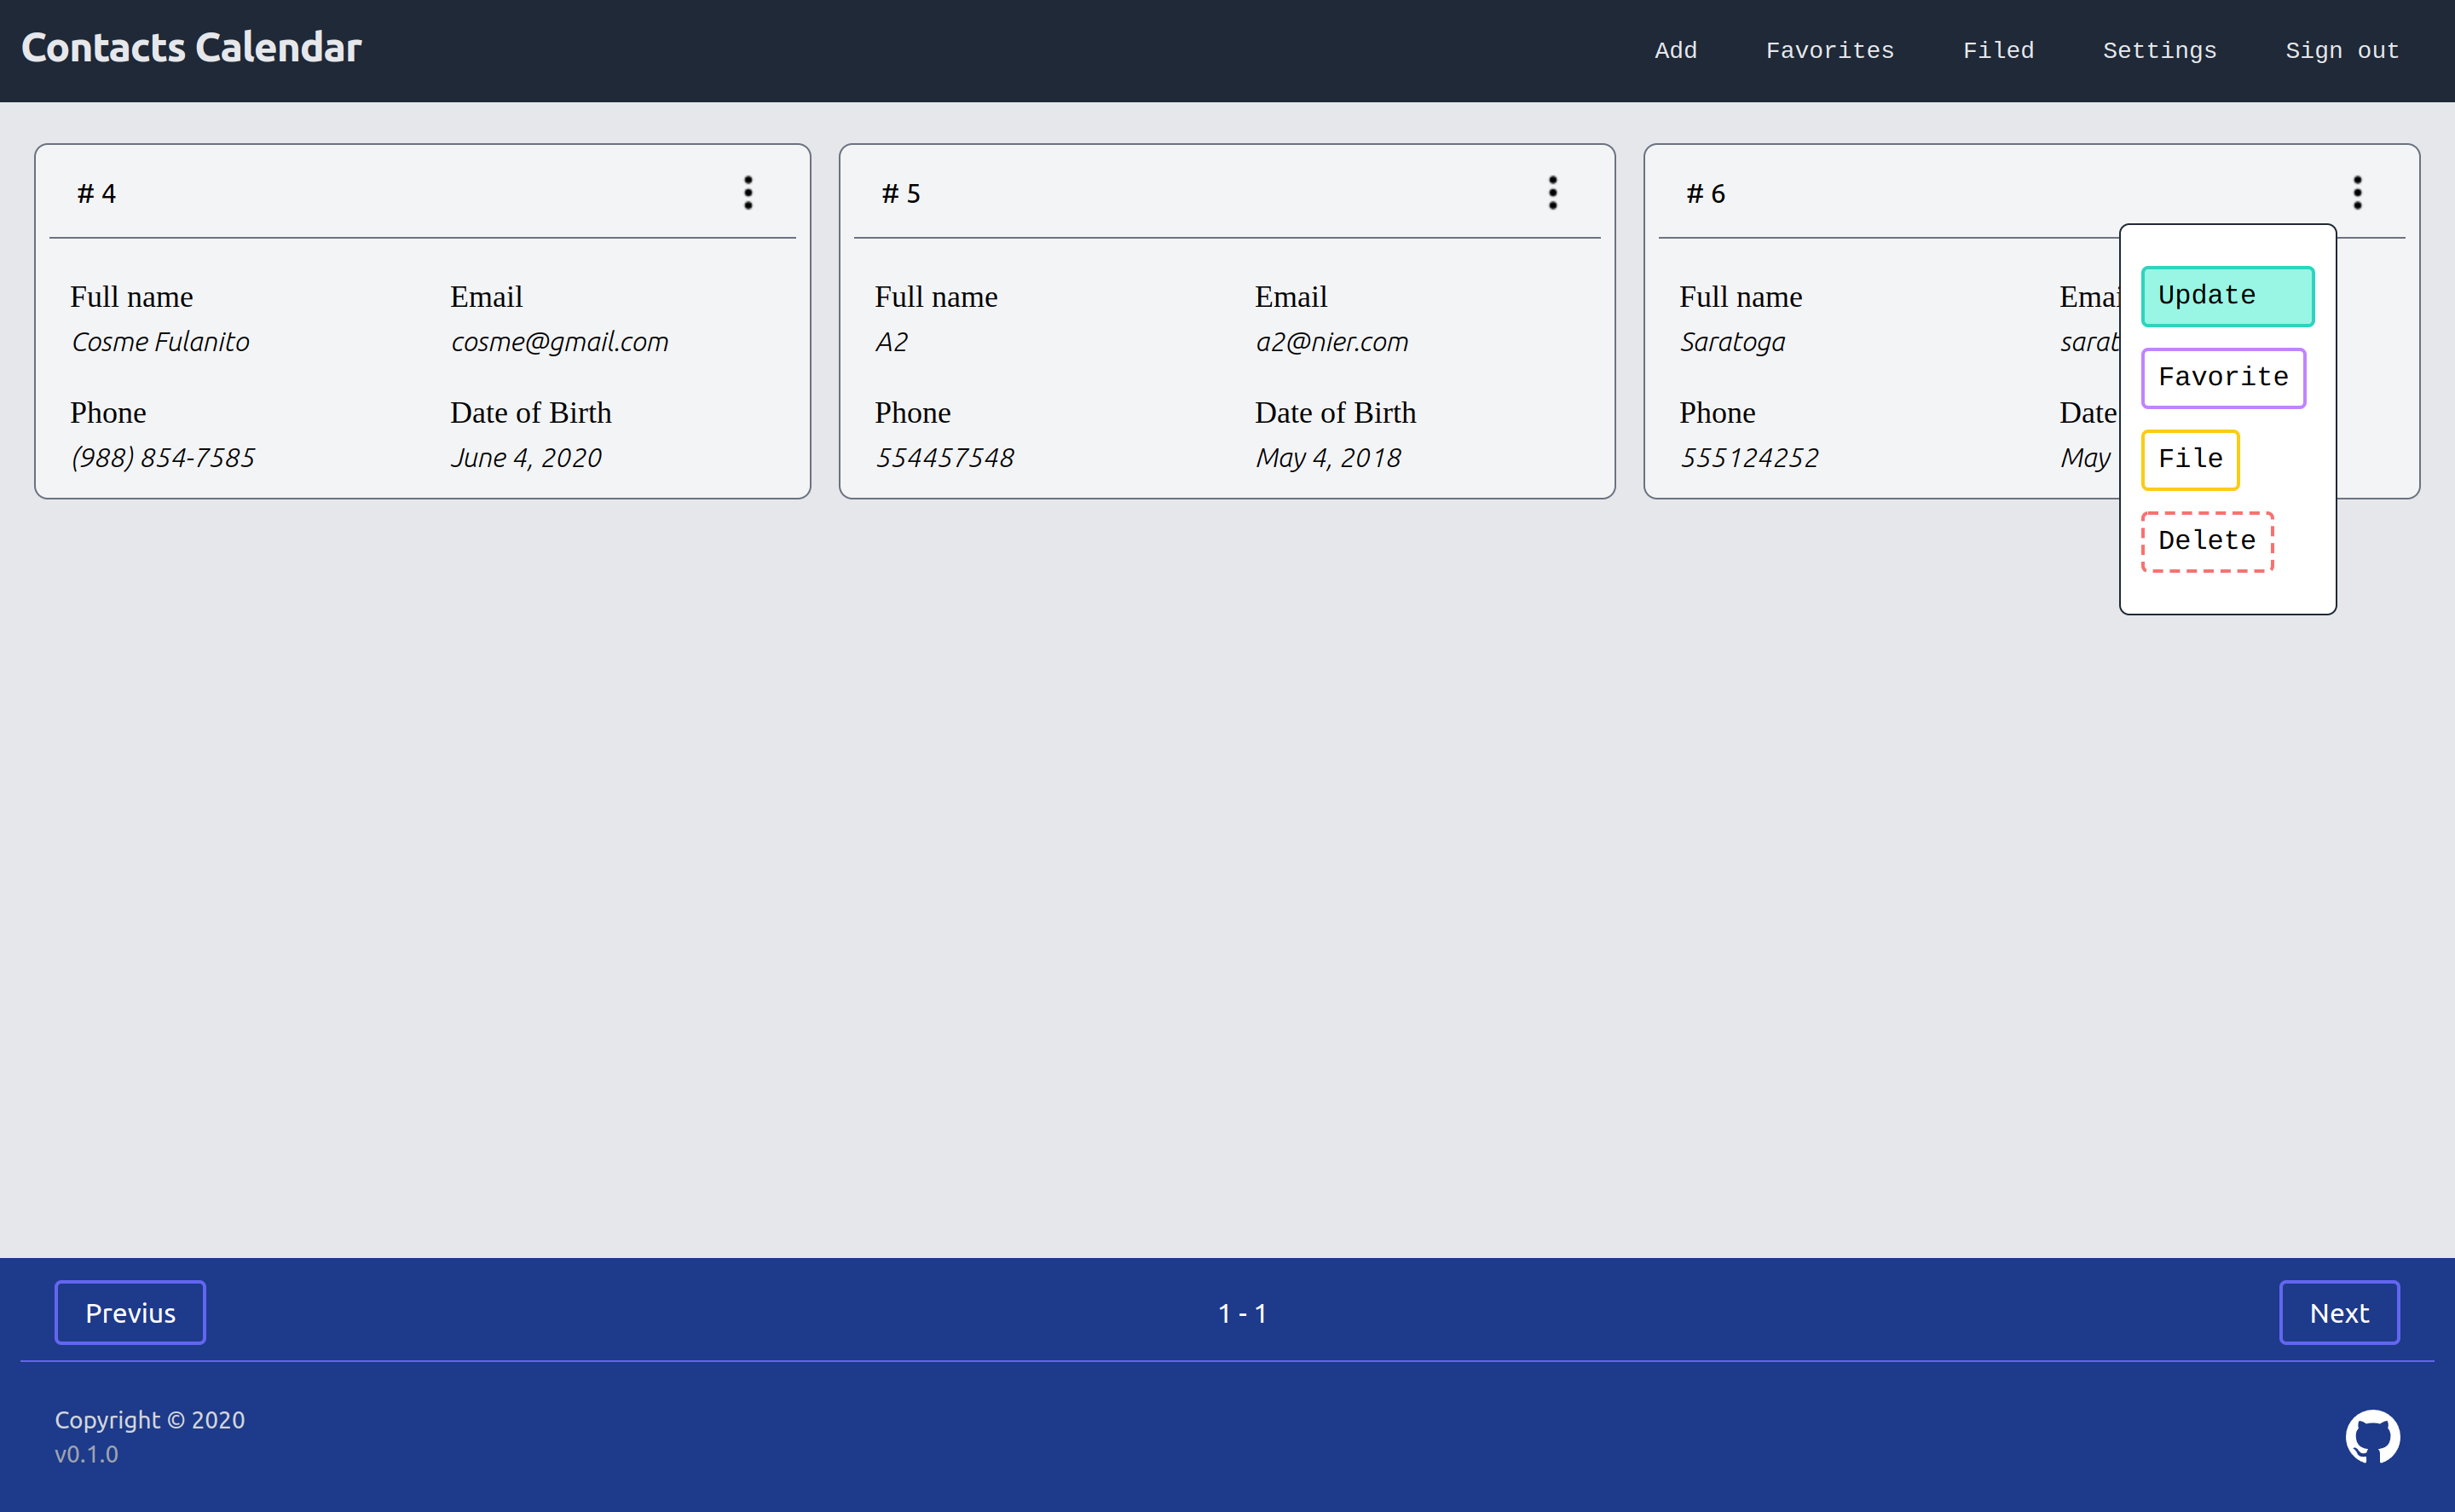 Contacts Calendar
Add Favorites Filed Settings Sign out
# 4
Full name Email
Cosme Fulanito cosme@gmail.com
Phone Date of Birth
(988) 854-7585 June 4, 2020
# 5
Full name Email
A2 a2@nier.com
Phone Date of Birth
554457548 May 4, 2018
# 6
Full name
Saratoga
Phone Date
555124252 May
Update
Favorite
File
Delete
Previus 1 - 1 Next
Copyright © 2020
v0.1.0